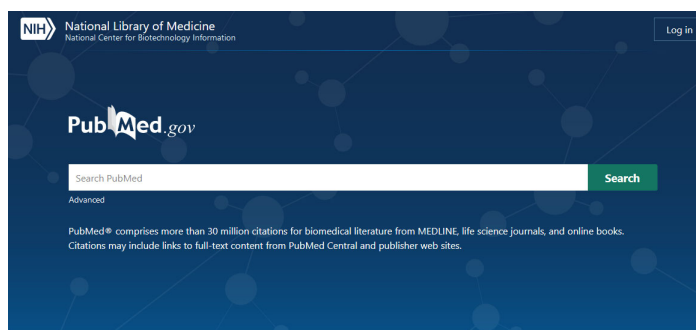 NIH
National Library of Medicine
National Center for Biotechnology Information
Log in
PubMed.gov
Search PubMed
Search
Advanced
PubMed® comprises more than 30 million citations for biomedical literature from MEDLINE, life science journals, and online books.
Citations may include links to full-text content from PubMed Central and publisher web sites.